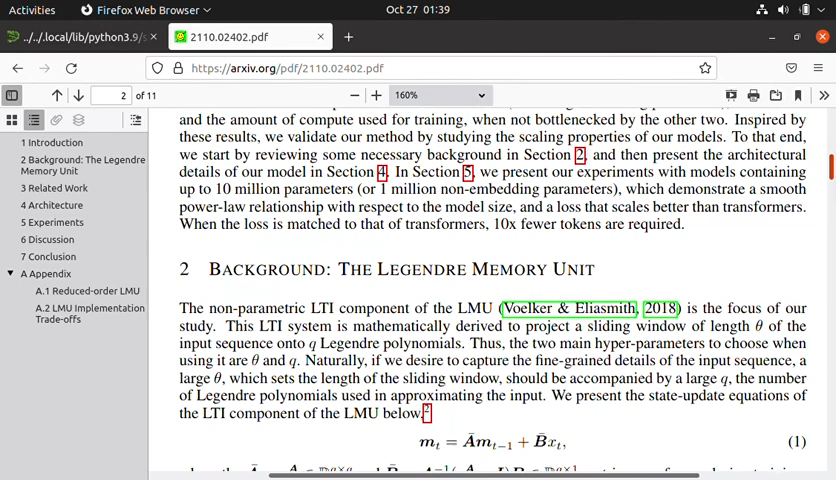 Activities
Firefox Web Browser
Oct 27 01:39
../../.local/lib/python3.9/s
2110.02402.pdf
https://arxiv.org/pdf/2110.02402.pdf
2 of 11
160%
1 Introduction
2 Background: The Legendre
Memory Unit
3 Related Work
4 Architecture
5 Experiments
6 Discussion
7 Conclusion
A Appendix
A.1 Reduced-order LMU
A.2 LMU Implementation
Trade-offs
and the amount of compute used for training, when not bottlenecked by the other two. Inspired by
these results, we validate our method by studying the scaling properties of our models. To that end,
we start by reviewing some necessary background in Section 2, and then present the architectural
details of our model in Section 4. In Section 5, we present our experiments with models containing
up to 10 million parameters (or 1 million non-embedding parameters), which demonstrate a smooth
power-law relationship with respect to the model size, and a loss that scales better than transformers.
When the loss is matched to that of transformers, 10x fewer tokens are required.
2 BACKGROUND: THE LEGENDRE MEMORY UNIT
The non-parametric LTI component of the LMU (Voelker & Eliasmith, 2018) is the focus of our
study. This LTI system is mathematically derived to project a sliding window of length θ of the
input sequence onto q Legendre polynomials. Thus, the two main hyper-parameters to choose when
using it are θ and q. Naturally, if we desire to capture the fine-grained details of the input sequence, a
large θ, which sets the length of the sliding window, should be accompanied by a large q, the number
of Legendre polynomials used in approximating the input. We present the state-update equations of
the LTI component of the LMU below,2
m_t = Ām_{t−1} + B̄x_t, (1)